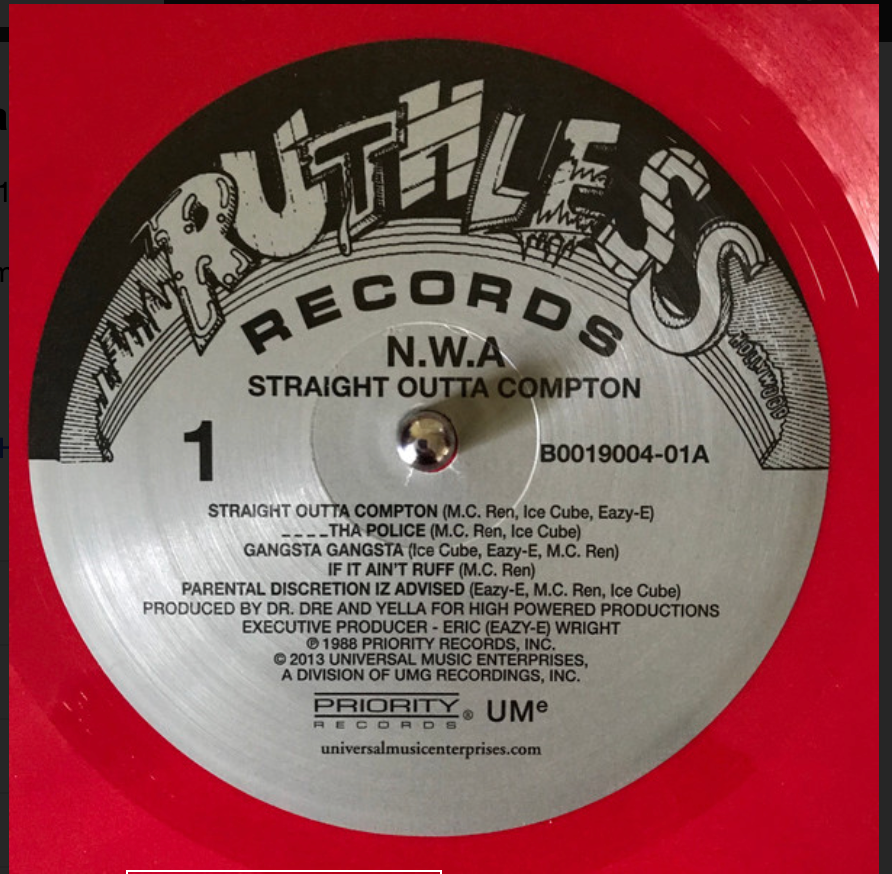 RUTHLESS
RECORDS
HOLLYWOOD
N.W.A
STRAIGHT OUTTA COMPTON
1
B0019004-01A
STRAIGHT OUTTA COMPTON (M.C. Ren, Ice Cube, Eazy-E)
_ _ _ _THA POLICE (M.C. Ren, Ice Cube)
GANGSTA GANGSTA (Ice Cube, Eazy-E, M.C. Ren)
IF IT AIN'T RUFF (M.C. Ren)
PARENTAL DISCRETION IZ ADVISED (Eazy-E, M.C. Ren, Ice Cube)
PRODUCED BY DR. DRE AND YELLA FOR HIGH POWERED PRODUCTIONS
EXECUTIVE PRODUCER - ERIC (EAZY-E) WRIGHT
℗ 1988 PRIORITY RECORDS, INC.
© 2013 UNIVERSAL MUSIC ENTERPRISES,
A DIVISION OF UMG RECORDINGS, INC.
PRIORITY
RECORDS® UMe
universalmusicenterprises.com